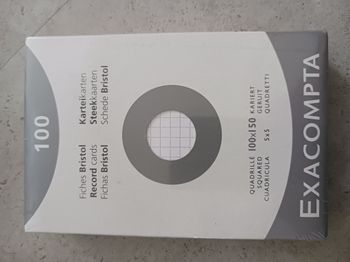 100
Fiches Bristol
Record cards
Fichas Bristol
Karteikarten
Steekkaarten
Schede Bristol
QUADRILLE 100x150 KARIERT
SQUARED GERUIT
CUADRICULA 5x5 QUADRETTI
EXACOMPTA